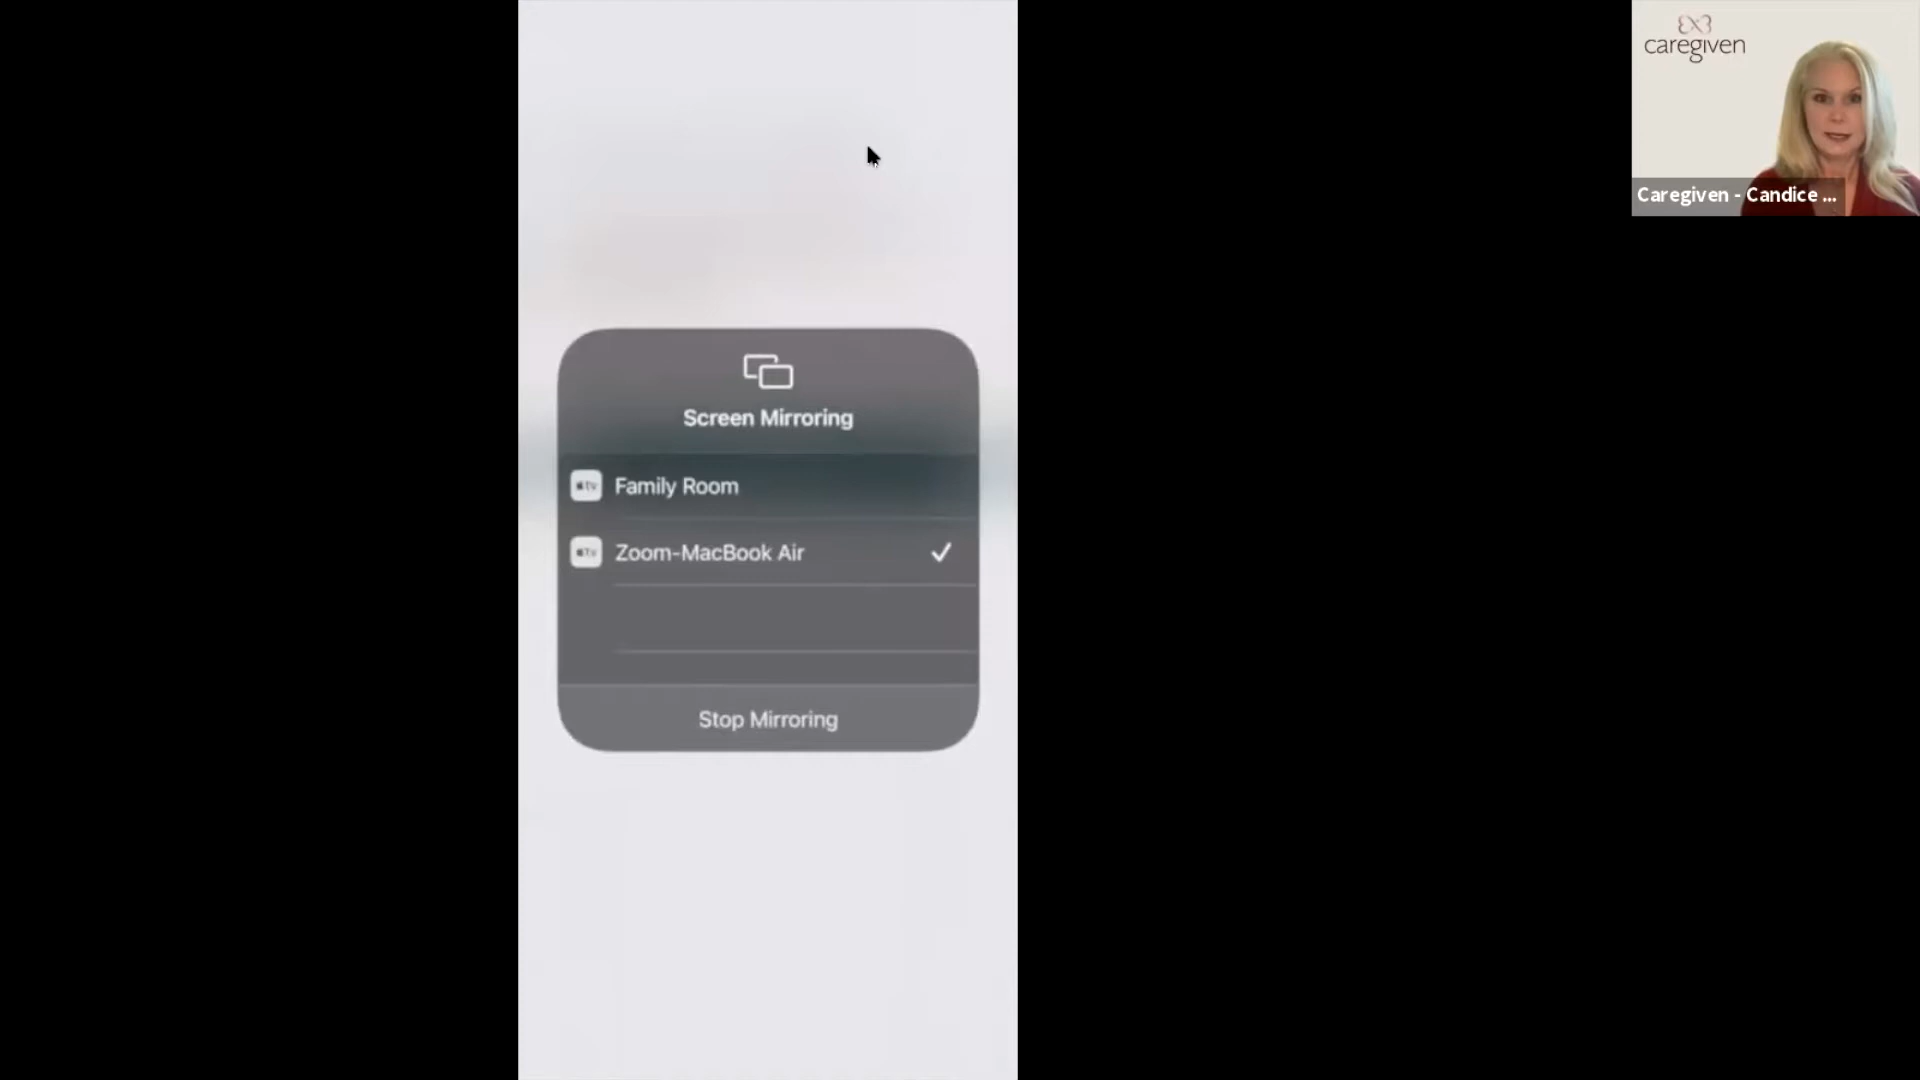 Screen Mirroring
tv Family Room
tv Zoom-MacBook Air
Stop Mirroring
caregiven
Caregiven - Candice ...